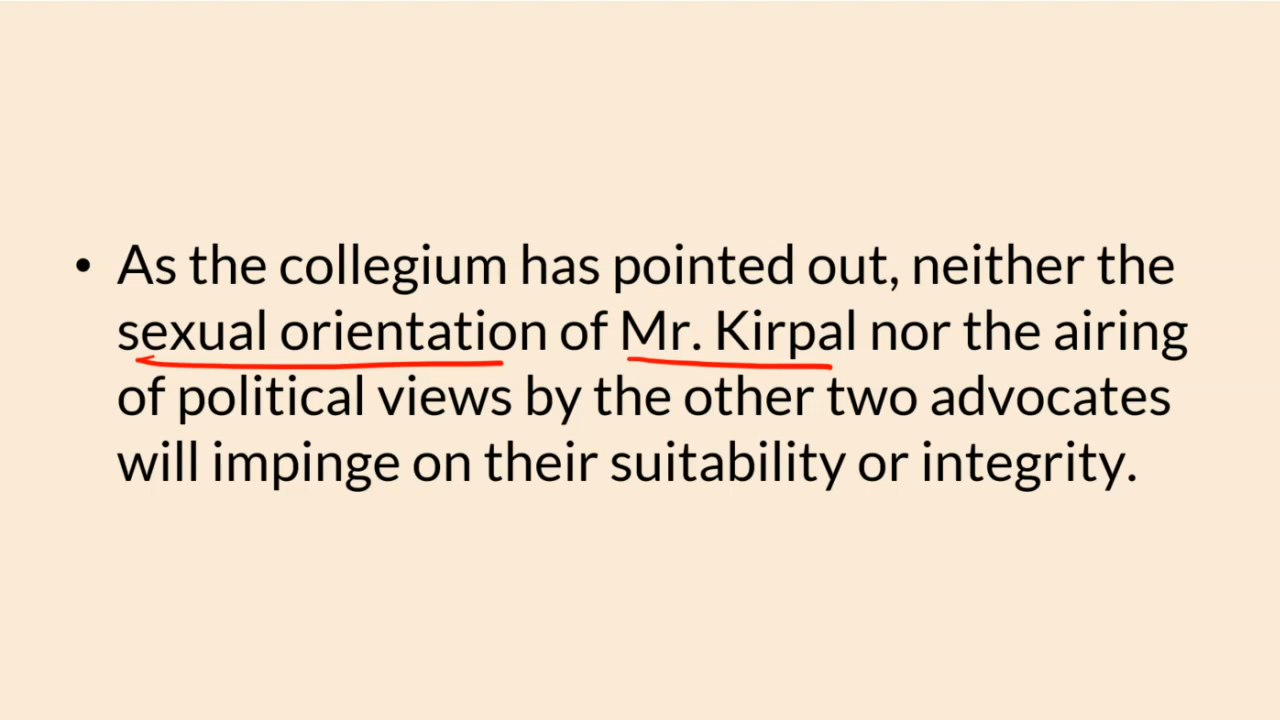 • As the collegium has pointed out, neither the
sexual orientation of Mr. Kirpal nor the airing
of political views by the other two advocates
will impinge on their suitability or integrity.